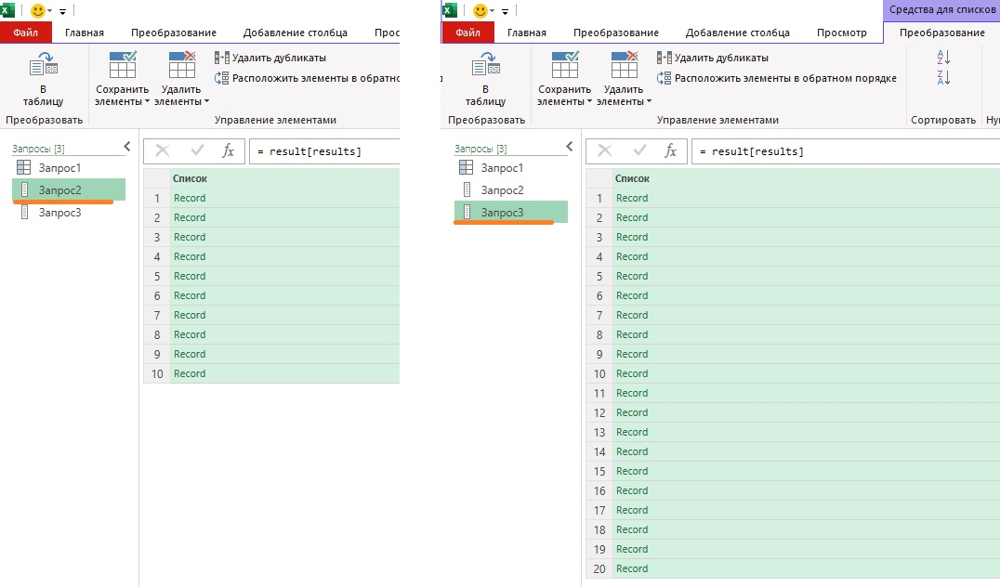 Файл Главная Преобразование Добавление столбца Прос
В таблицу
Преобразовать
Сохранить элементы
Удалить элементы
Удалить дубликаты
Расположить элементы в обратно
Управление элементами
Запросы [3]
Запрос1
Запрос2
Запрос3
fx = result[results]
Список
1 Record
2 Record
3 Record
4 Record
5 Record
6 Record
7 Record
8 Record
9 Record
10 Record
Средства для списков
Файл Главная Преобразование Добавление столбца Просмотр Преобразование
В таблицу
Преобразовать
Сохранить элементы
Удалить элементы
Удалить дубликаты
Расположить элементы в обратном порядке
Управление элементами
A Z
Z A
Сортировать
Ну
Запросы [3]
Запрос1
Запрос2
Запрос3
fx = result[results]
Список
1 Record
2 Record
3 Record
4 Record
5 Record
6 Record
7 Record
8 Record
9 Record
10 Record
11 Record
12 Record
13 Record
14 Record
15 Record
16 Record
17 Record
18 Record
19 Record
20 Record